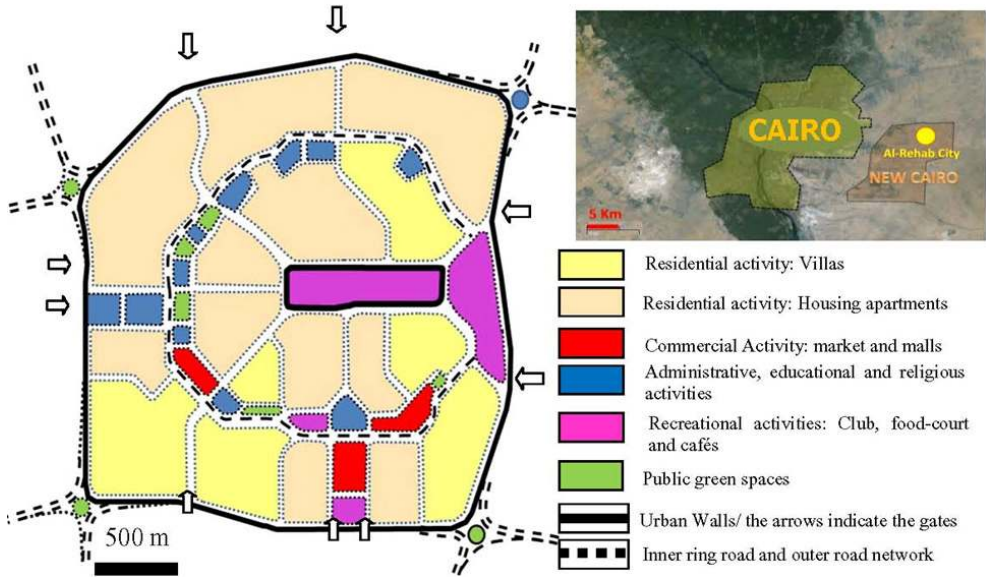 CAIRO
Al-Rehab City
NEW CAIRO
5 Km
Residential activity: Villas
Residential activity: Housing apartments
Commercial Activity: market and malls
Administrative, educational and religious
activities
Recreational activities: Club, food-court
and cafés
Public green spaces
Urban Walls/ the arrows indicate the gates
Inner ring road and outer road network
500 m